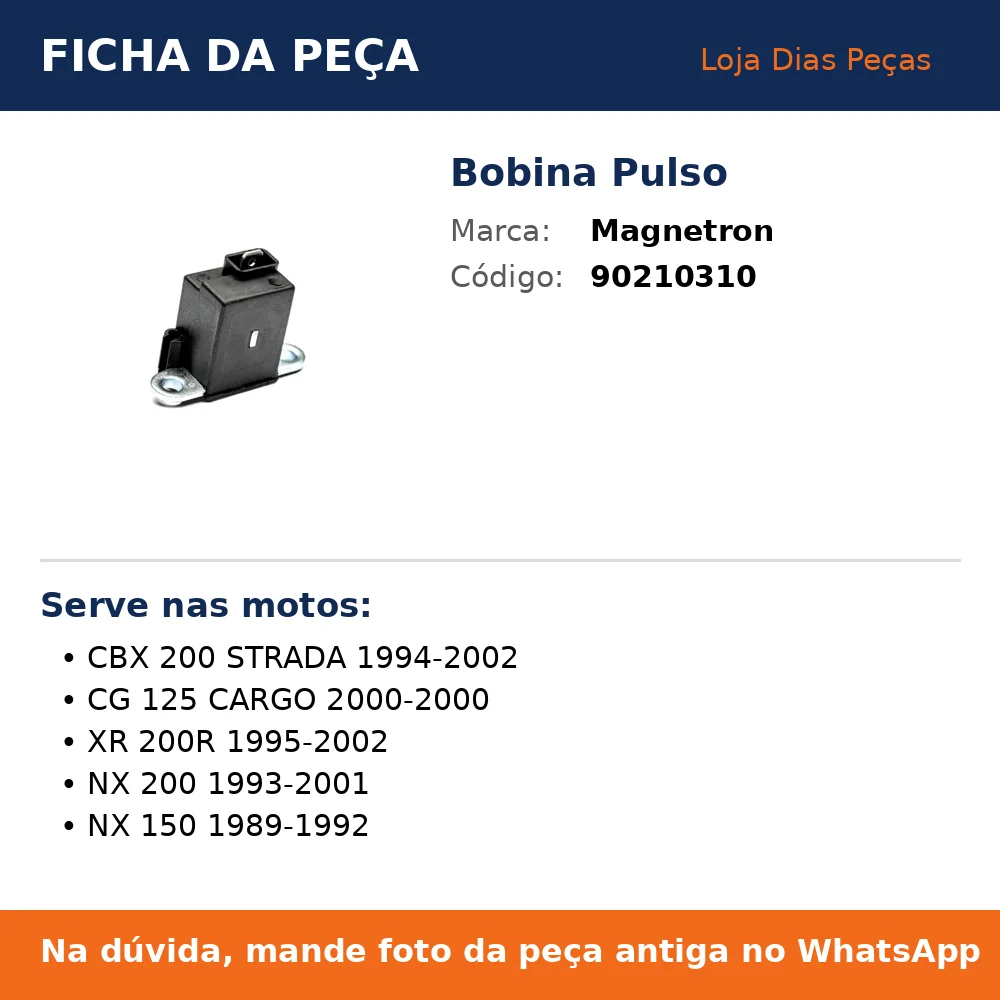 FICHA DA PEÇA
Loja Dias Peças
Bobina Pulso
Marca: Magnetron
Código: 90210310
Serve nas motos:
• CBX 200 STRADA 1994-2002
• CG 125 CARGO 2000-2000
• XR 200R 1995-2002
• NX 200 1993-2001
• NX 150 1989-1992
Na dúvida, mande foto da peça antiga no WhatsApp